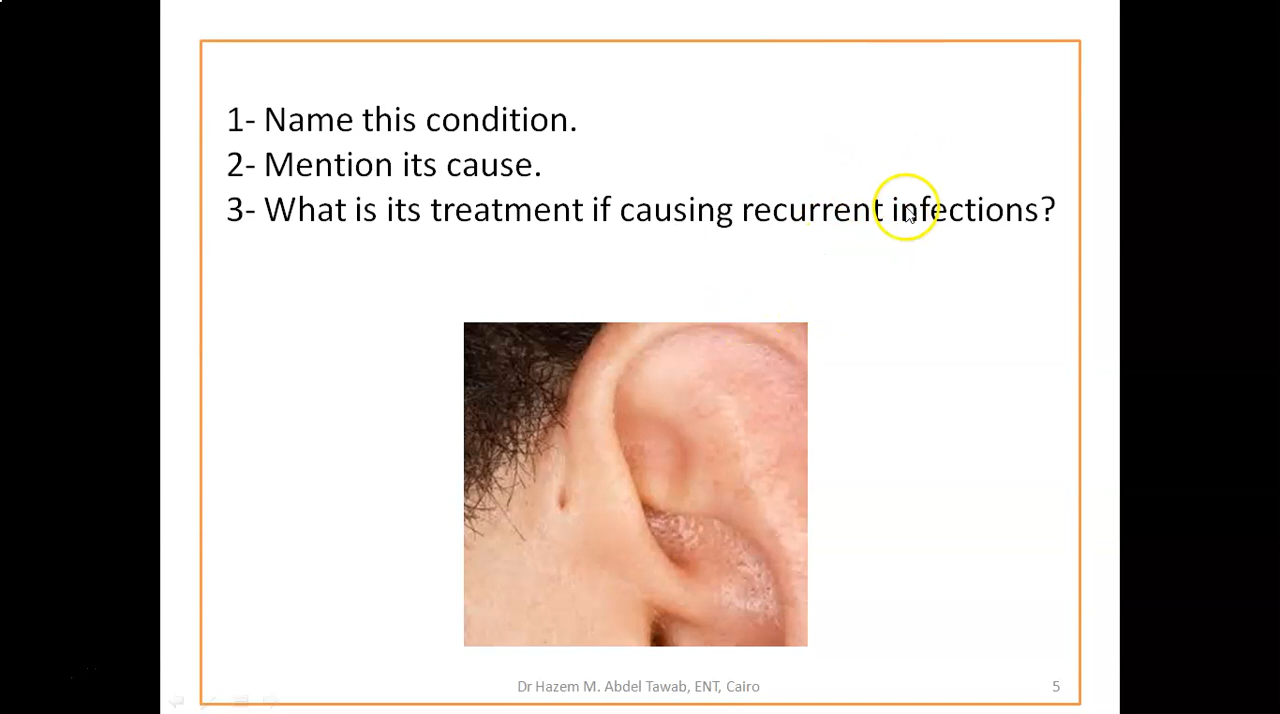 1- Name this condition.
2- Mention its cause.
3- What is its treatment if causing recurrent infections?
Dr Hazem M. Abdel Tawab, ENT, Cairo
5